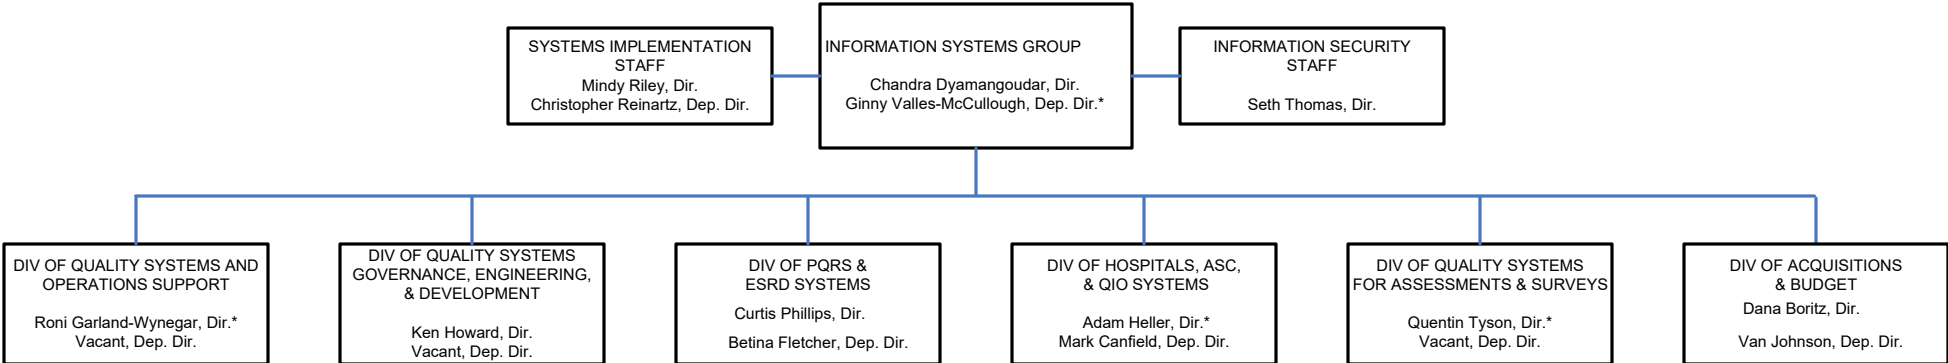 SYSTEMS IMPLEMENTATION
STAFF
Mindy Riley, Dir.
Christopher Reinartz, Dep. Dir.
INFORMATION SYSTEMS GROUP
Chandra Dyamangoudar, Dir.
Ginny Valles-McCullough, Dep. Dir.*
INFORMATION SECURITY
STAFF
Seth Thomas, Dir.
DIV OF QUALITY SYSTEMS AND
OPERATIONS SUPPORT
Roni Garland-Wynegar, Dir.*
Vacant, Dep. Dir.
DIV OF QUALITY SYSTEMS
GOVERNANCE, ENGINEERING,
& DEVELOPMENT
Ken Howard, Dir.
Vacant, Dep. Dir.
DIV OF PQRS &
ESRD SYSTEMS
Curtis Phillips, Dir.
Betina Fletcher, Dep. Dir.
DIV OF HOSPITALS, ASC,
& QIO SYSTEMS
Adam Heller, Dir.*
Mark Canfield, Dep. Dir.
DIV OF QUALITY SYSTEMS
FOR ASSESSMENTS & SURVEYS
Quentin Tyson, Dir.*
Vacant, Dep. Dir.
DIV OF ACQUISITIONS
& BUDGET
Dana Boritz, Dir.
Van Johnson, Dep. Dir.